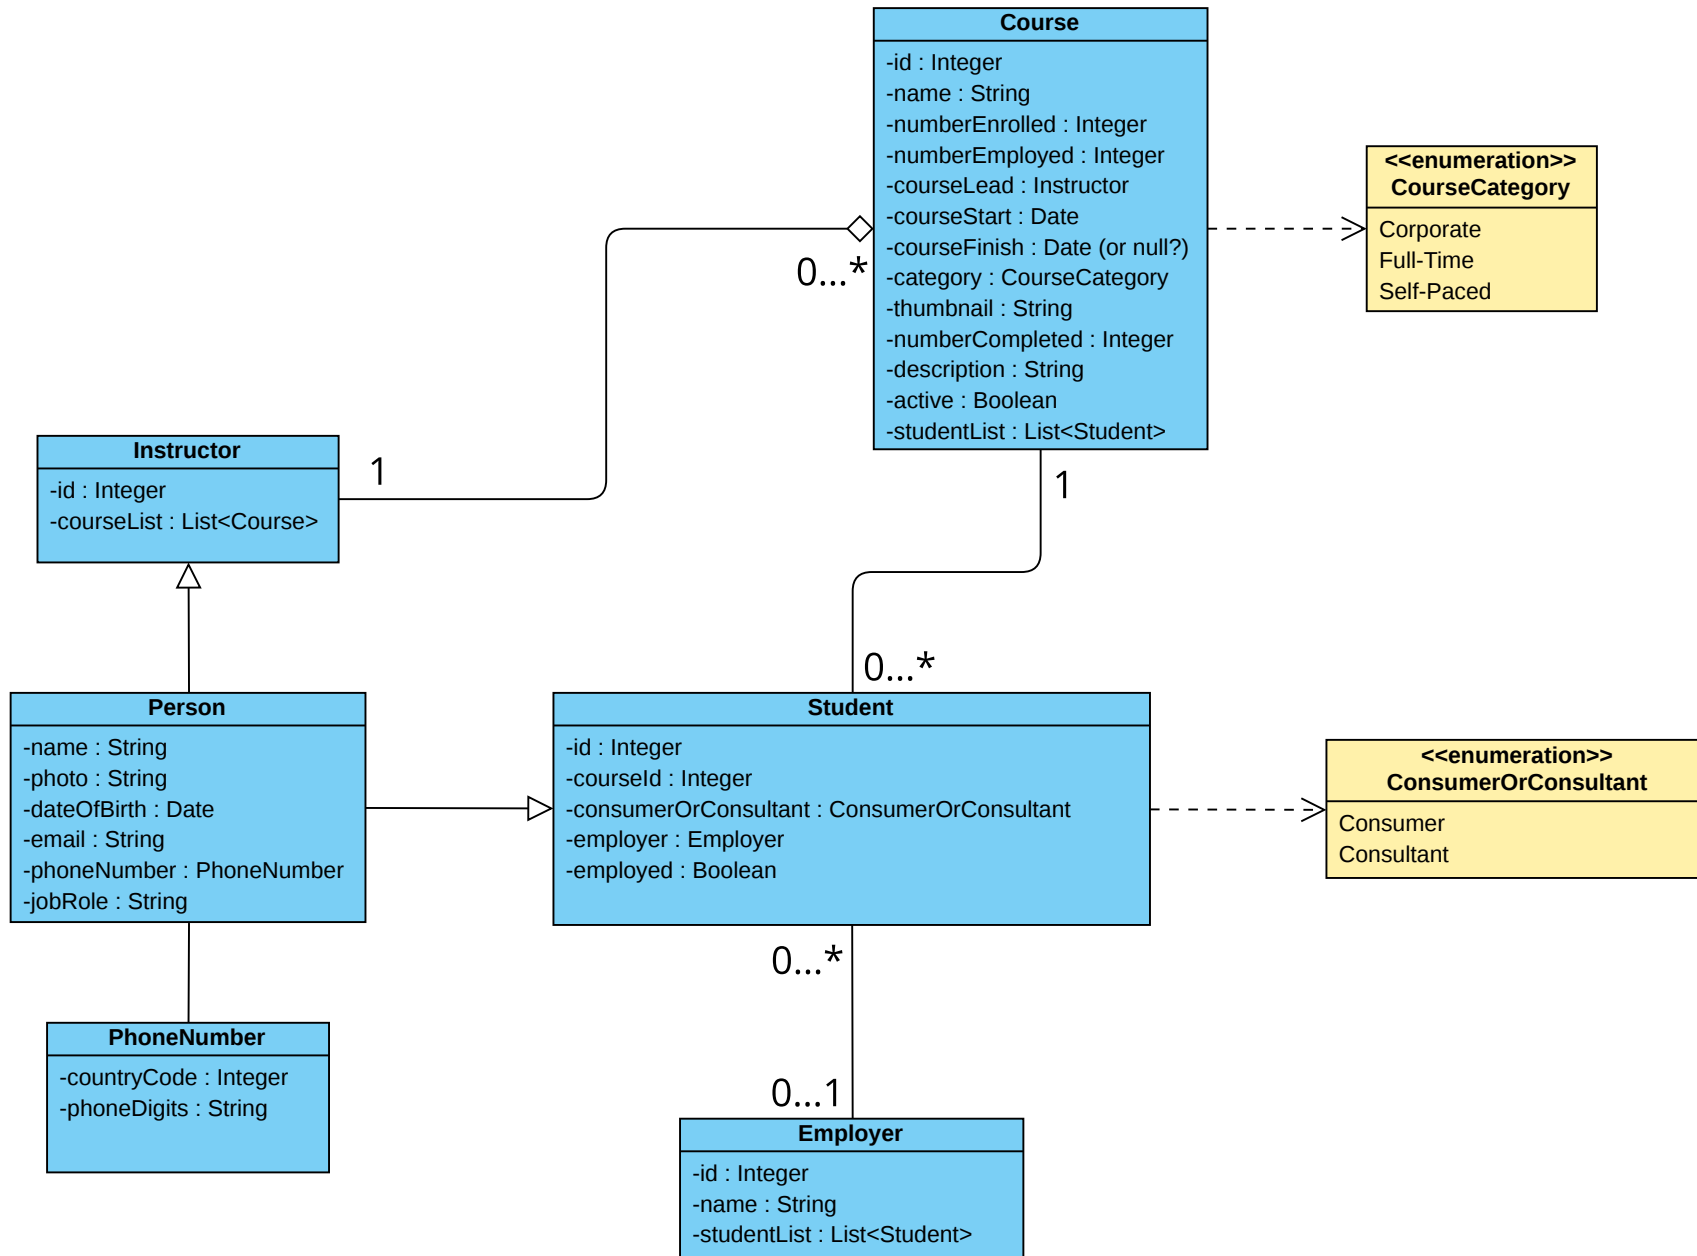 Course
-id : Integer
-name : String
-numberEnrolled : Integer
-numberEmployed : Integer
-courseLead : Instructor
-courseStart : Date
-courseFinish : Date (or null?)
-category : CourseCategory
-thumbnail : String
-numberCompleted : Integer
-description : String
-active : Boolean
-studentList : List<Student>
<<enumeration>>
CourseCategory
Corporate
Full-Time
Self-Paced
0...*
1
Instructor
-id : Integer
-courseList : List<Course>
1
0...*
Person
-name : String
-photo : String
-dateOfBirth : Date
-email : String
-phoneNumber : PhoneNumber
-jobRole : String
Student
-id : Integer
-courseId : Integer
-consumerOrConsultant : ConsumerOrConsultant
-employer : Employer
-employed : Boolean
<<enumeration>>
ConsumerOrConsultant
Consumer
Consultant
0...*
PhoneNumber
-countryCode : Integer
-phoneDigits : String
0...1
Employer
-id : Integer
-name : String
-studentList : List<Student>